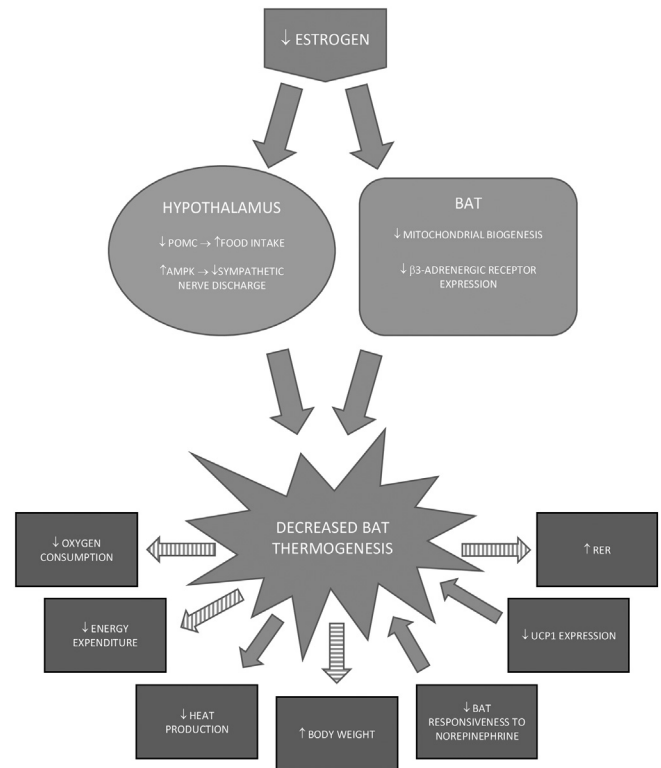 ↓ ESTROGEN
HYPOTHALAMUS
↓ POMC → ↑FOOD INTAKE
↑AMPK → ↓SYMPATHETIC
NERVE DISCHARGE
BAT
↓ MITOCHONDRIAL BIOGENESIS
↓ β3-ADRENERGIC RECEPTOR
EXPRESSION
DECREASED BAT
THERMOGENESIS
↓ OXYGEN
CONSUMPTION
↓ ENERGY
EXPENDITURE
↓ HEAT
PRODUCTION
↑ BODY WEIGHT
↓ BAT
RESPONSIVENESS TO
NOREPINEPHRINE
↓ UCP1 EXPRESSION
↑ RER